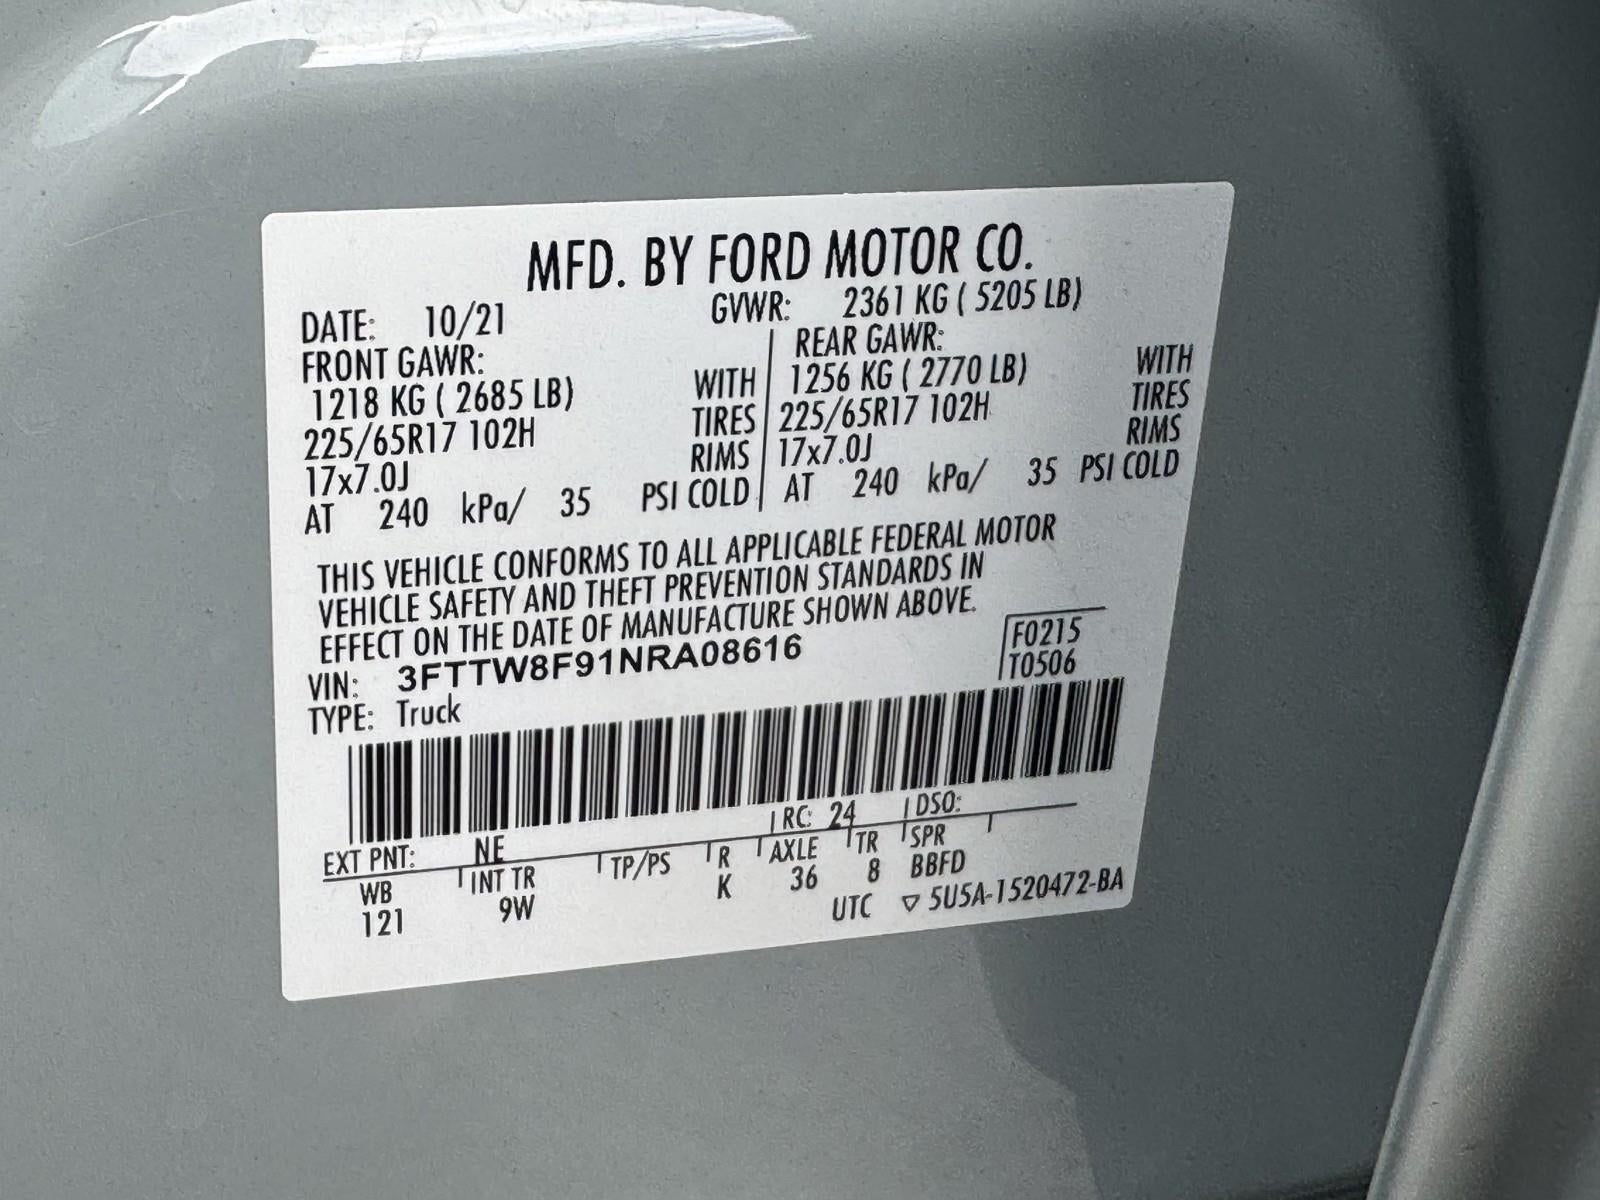 MFD. BY FORD MOTOR CO.
DATE: 10/21 GVWR: 2361 KG ( 5205 LB)
FRONT GAWR: REAR GAWR:
1218 KG ( 2685 LB) WITH 1256 KG ( 2770 LB) WITH
225/65R17 102H TIRES 225/65R17 102H TIRES
17x7.0J RIMS 17x7.0J RIMS
AT 240 kPa/ 35 PSI COLD AT 240 kPa/ 35 PSI COLD
THIS VEHICLE CONFORMS TO ALL APPLICABLE FEDERAL MOTOR
VEHICLE SAFETY AND THEFT PREVENTION STANDARDS IN
EFFECT ON THE DATE OF MANUFACTURE SHOWN ABOVE.
VIN: 3FTTW8F91NRA08616 F0215
TYPE: Truck T0506
EXT PNT: NE RC: 24 DSO:
WB INT TR TP/PS R AXLE TR SPR
121 9W K 36 8 BBFD
UTC ▽ 5U5A-1520472-BA